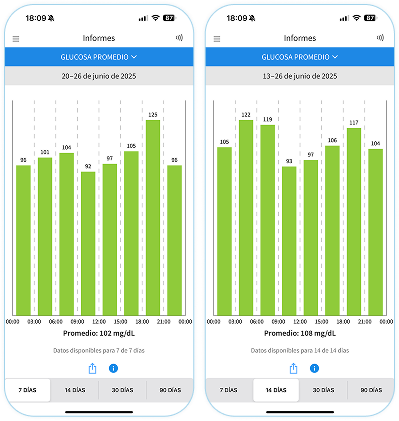 18:09
87
Informes
GLUCOSA PROMEDIO
20–26 de junio de 2025
96
101
104
92
97
105
125
96
00:00 03:00 06:00 09:00 12:00 15:00 18:00 21:00 00:00
Promedio: 102 mg/dL
Datos disponibles para 7 de 7 días
7 DÍAS
14 DÍAS
30 DÍAS
90 DÍAS
18:09
87
Informes
GLUCOSA PROMEDIO
13–26 de junio de 2025
105
122
119
93
97
106
117
104
00:00 03:00 06:00 09:00 12:00 15:00 18:00 21:00 00:00
Promedio: 108 mg/dL
Datos disponibles para 14 de 14 días
7 DÍAS
14 DÍAS
30 DÍAS
90 DÍAS